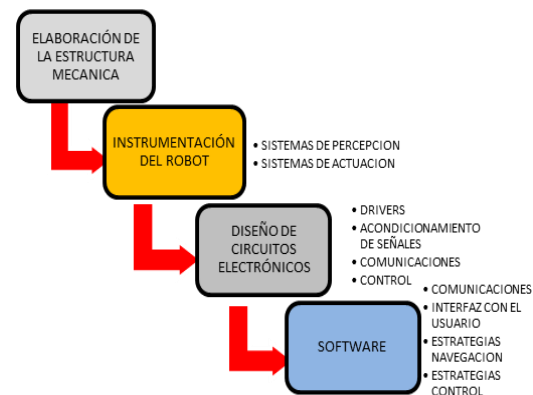 ELABORACIÓN DE
LA ESTRUCTURA
MECANICA
INSTRUMENTACIÓN
DEL ROBOT
• SISTEMAS DE PERCEPCION
• SISTEMAS DE ACTUACION
DISEÑO DE
CIRCUITOS
ELECTRÓNICOS
• DRIVERS
• ACONDICIONAMIENTO
DE SEÑALES
• COMUNICACIONES
• CONTROL
SOFTWARE
• COMUNICACIONES
• INTERFAZ CON EL
USUARIO
• ESTRATEGIAS
NAVEGACION
• ESTRATEGIAS
CONTROL